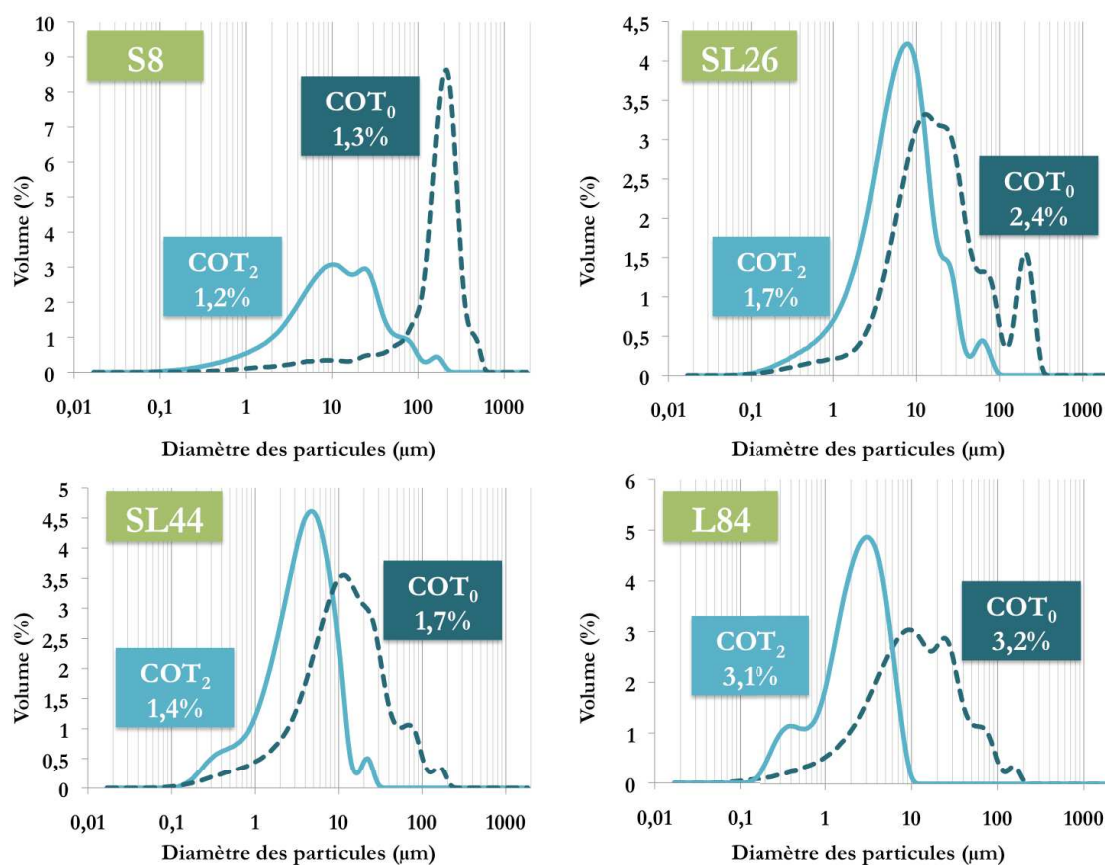 S8
COT₀
1,3%
COT₂
1,2%
Volume (%)
10
9
8
7
6
5
4
3
2
1
0
0,01 0,1 1 10 100 1000
Diamètre des particules (µm)
SL26
COT₀
2,4%
COT₂
1,7%
Volume (%)
4,5
4
3,5
3
2,5
2
1,5
1
0,5
0
0,01 0,1 1 10 100 1000
Diamètre des particules (µm)
SL44
COT₀
1,7%
COT₂
1,4%
Volume (%)
5
4,5
4
3,5
3
2,5
2
1,5
1
0,5
0
0,01 0,1 1 10 100 1000
Diamètre des particules (µm)
L84
COT₀
3,2%
COT₂
3,1%
Volume (%)
6
5
4
3
2
1
0
0,01 0,1 1 10 100 1000
Diamètre des particules (µm)